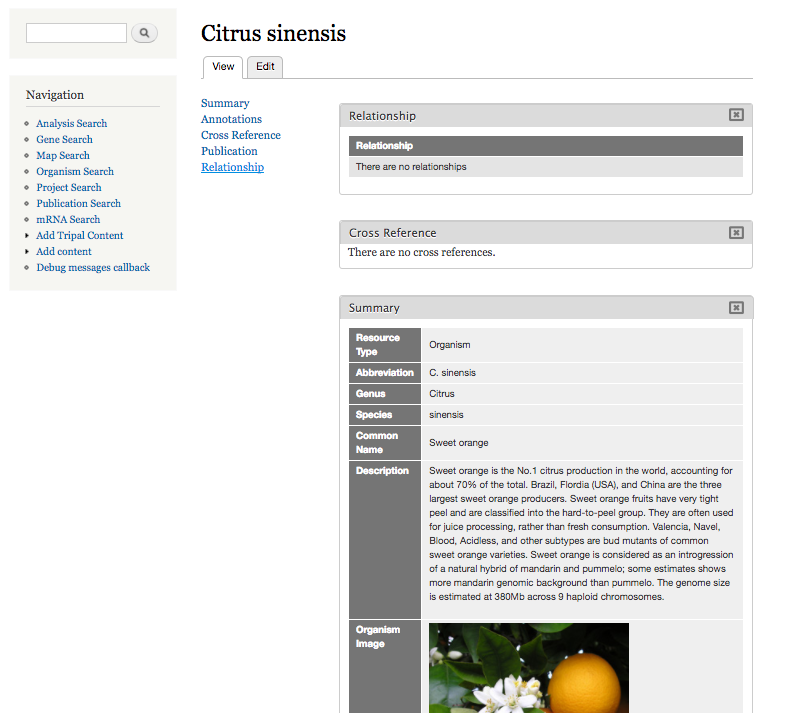 Citrus sinensis
View
Edit
Navigation
Analysis Search
Gene Search
Map Search
Organism Search
Project Search
Publication Search
mRNA Search
Add Tripal Content
Add content
Debug messages callback
Summary
Annotations
Cross Reference
Publication
Relationship
Relationship
Relationship
There are no relationships
Cross Reference
There are no cross references.
Summary
Resource
Type
Organism
Abbreviation
C. sinensis
Genus
Citrus
Species
sinensis
Common
Name
Sweet orange
Description
Sweet orange is the No.1 citrus production in the world, accounting for
about 70% of the total. Brazil, Flordia (USA), and China are the three
largest sweet orange producers. Sweet orange fruits have very tight
peel and are classified into the hard-to-peel group. They are often used
for juice processing, rather than fresh consumption. Valencia, Navel,
Blood, Acidless, and other subtypes are bud mutants of common
sweet orange varieties. Sweet orange is considered as an introgression
of a natural hybrid of mandarin and pummelo; some estimates shows
more mandarin genomic background than pummelo. The genome size
is estimated at 380Mb across 9 haploid chromosomes.
Organism
Image